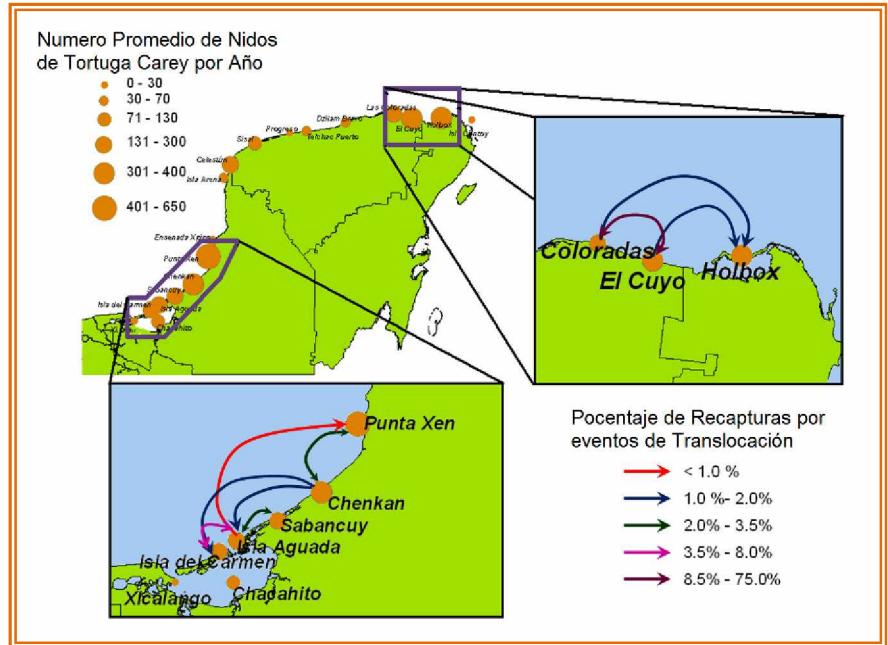 Numero Promedio de Nidos
de Tortuga Carey por Año
0 - 30
30 - 70
71 - 130
131 - 300
301 - 400
401 - 650
Las Coloradas
El Cuyo
Holbox
Dzilam Bravo
Progreso
Telchac Puerto
Sisal
Celestún
Isla Arena
Punta Xen
Chenkan
Sabancuy
Isla del Carmen
Isla Aguada
Chacahito
Coloradas
El Cuyo
Holbox
Punta Xen
Chenkan
Sabancuy
Isla Aguada
Isla del Carmen
Xicalango
Chacahito
Pocentaje de Recapturas por
eventos de Translocación
< 1.0 %
1.0 %- 2.0%
2.0% - 3.5%
3.5% - 8.0%
8.5% - 75.0%